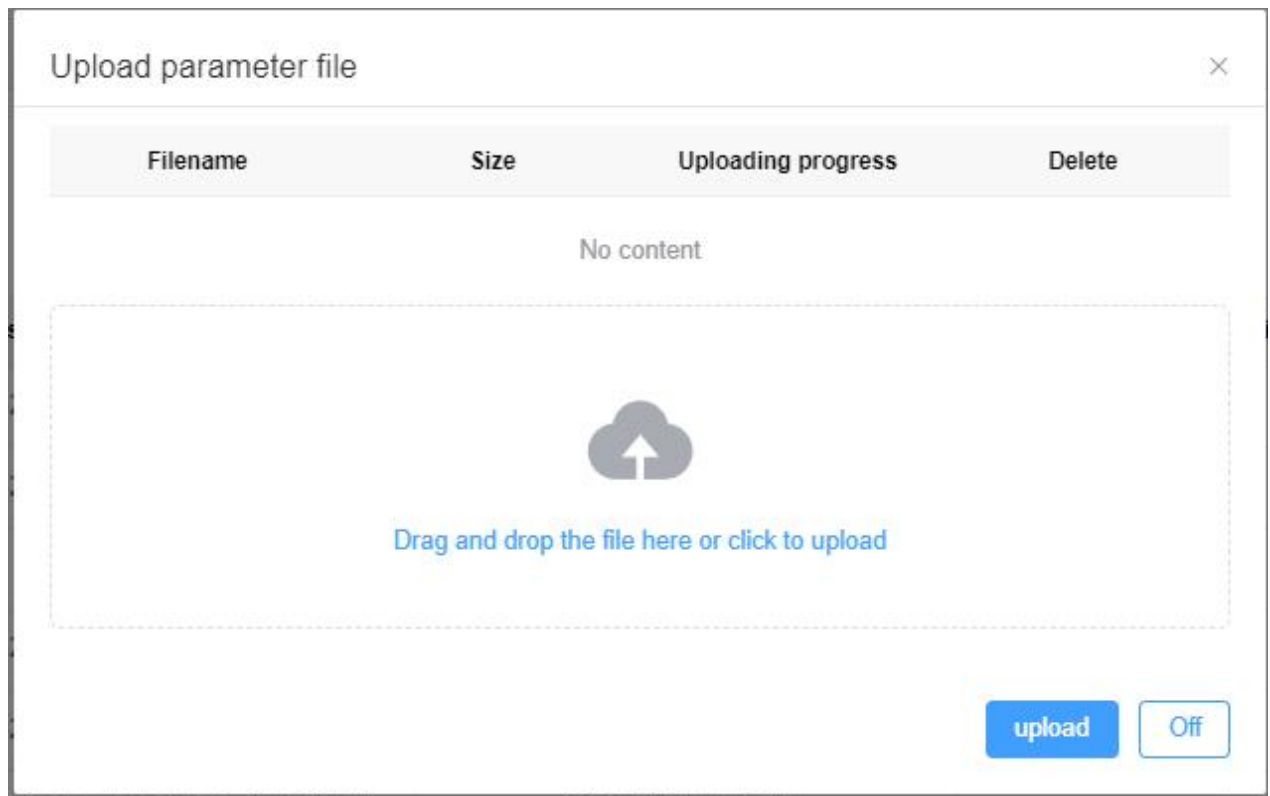 Upload parameter file
Filename Size Uploading progress Delete
No content
Drag and drop the file here or click to upload
upload Off